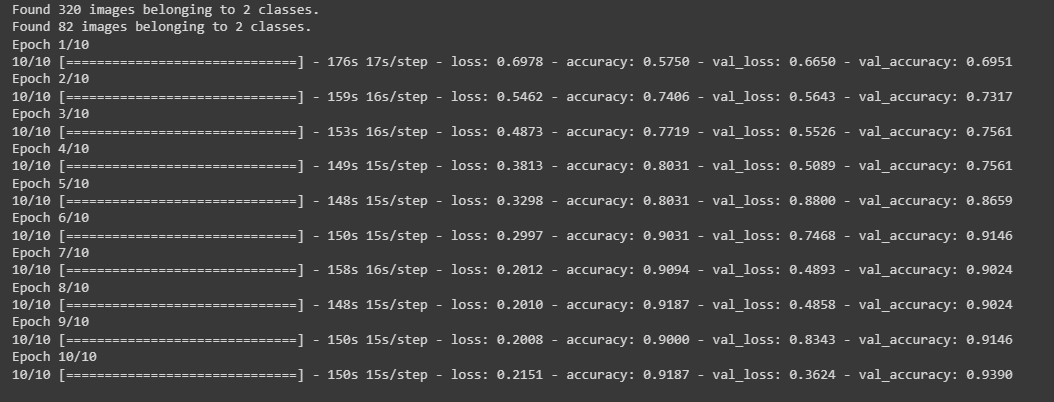 Found 320 images belonging to 2 classes.
Found 82 images belonging to 2 classes.
Epoch 1/10
10/10 [==============================] - 176s 17s/step - loss: 0.6978 - accuracy: 0.5750 - val_loss: 0.6650 - val_accuracy: 0.6951
Epoch 2/10
10/10 [==============================] - 159s 16s/step - loss: 0.5462 - accuracy: 0.7406 - val_loss: 0.5643 - val_accuracy: 0.7317
Epoch 3/10
10/10 [==============================] - 153s 16s/step - loss: 0.4873 - accuracy: 0.7719 - val_loss: 0.5526 - val_accuracy: 0.7561
Epoch 4/10
10/10 [==============================] - 149s 15s/step - loss: 0.3813 - accuracy: 0.8031 - val_loss: 0.5089 - val_accuracy: 0.7561
Epoch 5/10
10/10 [==============================] - 148s 15s/step - loss: 0.3298 - accuracy: 0.8031 - val_loss: 0.8800 - val_accuracy: 0.8659
Epoch 6/10
10/10 [==============================] - 150s 15s/step - loss: 0.2997 - accuracy: 0.9031 - val_loss: 0.7468 - val_accuracy: 0.9146
Epoch 7/10
10/10 [==============================] - 158s 16s/step - loss: 0.2012 - accuracy: 0.9094 - val_loss: 0.4893 - val_accuracy: 0.9024
Epoch 8/10
10/10 [==============================] - 148s 15s/step - loss: 0.2010 - accuracy: 0.9187 - val_loss: 0.4858 - val_accuracy: 0.9024
Epoch 9/10
10/10 [==============================] - 150s 15s/step - loss: 0.2008 - accuracy: 0.9000 - val_loss: 0.8343 - val_accuracy: 0.9146
Epoch 10/10
10/10 [==============================] - 150s 15s/step - loss: 0.2151 - accuracy: 0.9187 - val_loss: 0.3624 - val_accuracy: 0.9390